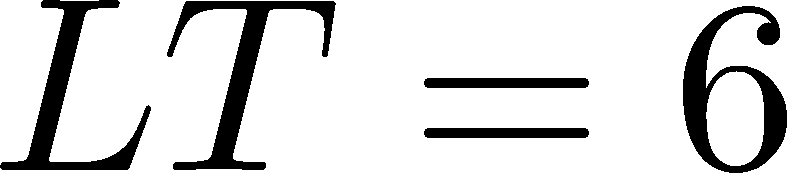 LT = 6